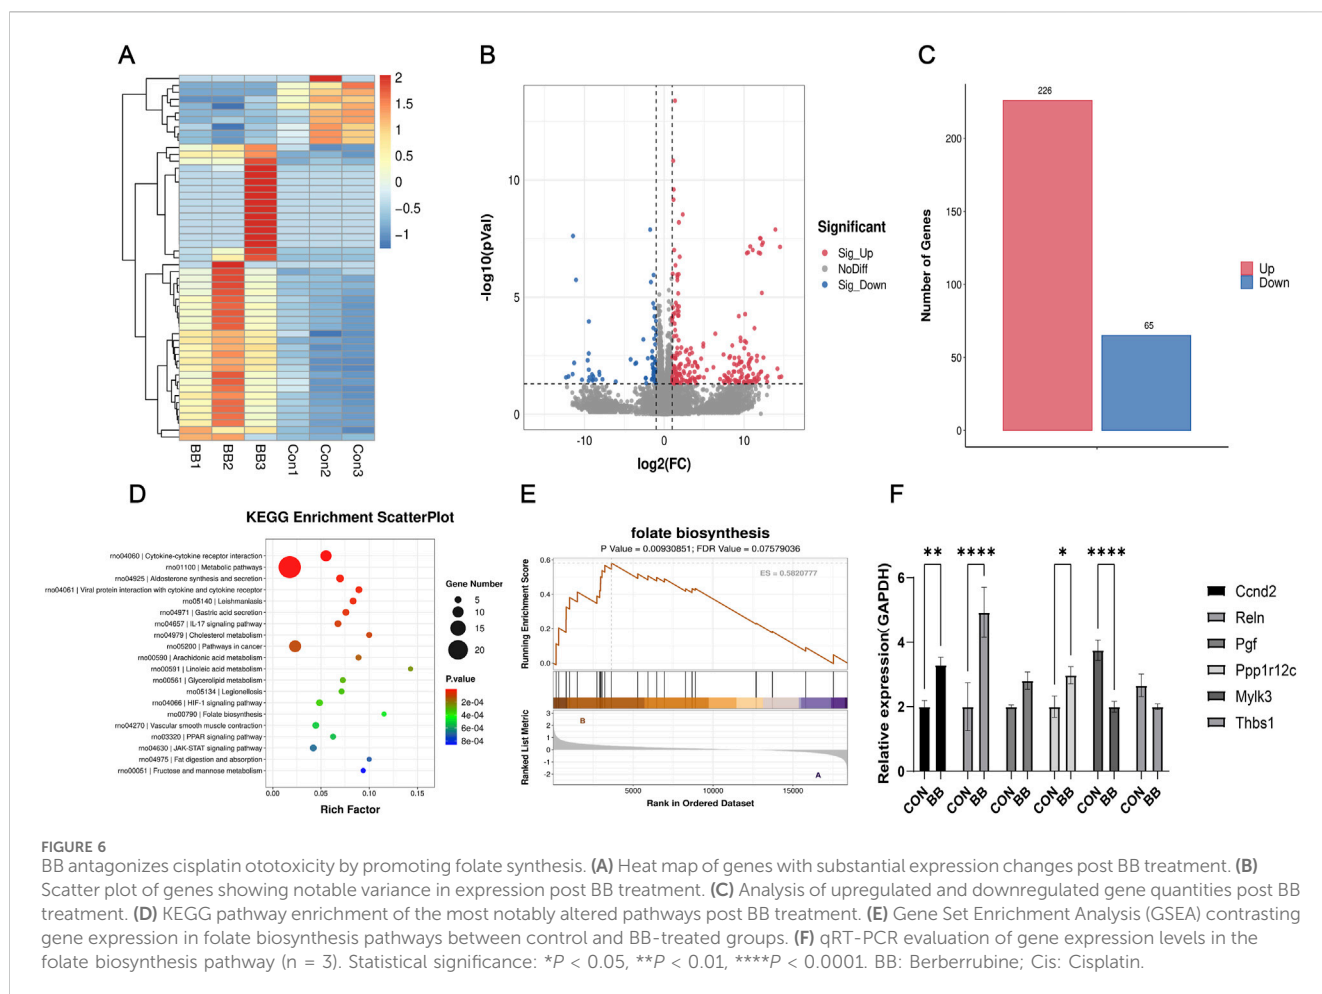 A
2
1.5
1
0.5
0
−0.5
−1
BB1
BB2
BB3
Con1
Con2
Con3
B
-log10(pVal)
10
5
0
-10
0
10
log2(FC)
Significant
Sig_Up
NoDiff
Sig_Down
C
Number of Genes
200
150
100
50
0
226
65
Up
Down
D
KEGG Enrichment ScatterPlot
rno04060 | Cytokine-cytokine receptor interaction
rno01100 | Metabolic pathways
rno04925 | Aldosterone synthesis and secretion
rno04061 | Viral protein interaction with cytokine and cytokine receptor
rno05140 | Leishmaniasis
rno04971 | Gastric acid secretion
rno04657 | IL-17 signaling pathway
rno04979 | Cholesterol metabolism
rno05200 | Pathways in cancer
rno00590 | Arachidonic acid metabolism
rno00591 | Linoleic acid metabolism
rno00561 | Glycerolipid metabolism
rno05134 | Legionellosis
rno04066 | HIF-1 signaling pathway
rno00790 | Folate biosynthesis
rno04270 | Vascular smooth muscle contraction
rno03320 | PPAR signaling pathway
rno04630 | JAK-STAT signaling pathway
rno04975 | Fat digestion and absorption
rno00051 | Fructose and mannose metabolism
0.00
0.05
0.10
0.15
Rich Factor
Gene Number
5
10
15
20
P.value
2e-04
4e-04
6e-04
8e-04
E
folate biosynthesis
P Value = 0.00930851; FDR Value = 0.07579036
ES = 0.5820777
Running Enrichment Score
0.6
0.4
0.2
0.0
Ranked List Metric
3
2
1
0
-1
-2
B
A
5000
10000
15000
Rank in Ordered Dataset
F
Relative expression(GAPDH)
6
4
2
0
**
****
*
****
CON
BB
CON
BB
CON
BB
CON
BB
CON
BB
CON
BB
Ccnd2
Reln
Pgf
Ppp1r12c
Mylk3
Thbs1
FIGURE 6
BB antagonizes cisplatin ototoxicity by promoting folate synthesis. (A) Heat map of genes with substantial expression changes post BB treatment. (B)
Scatter plot of genes showing notable variance in expression post BB treatment. (C) Analysis of upregulated and downregulated gene quantities post BB
treatment. (D) KEGG pathway enrichment of the most notably altered pathways post BB treatment. (E) Gene Set Enrichment Analysis (GSEA) contrasting
gene expression in folate biosynthesis pathways between control and BB-treated groups. (F) qRT-PCR evaluation of gene expression levels in the
folate biosynthesis pathway (n = 3). Statistical significance: *P < 0.05, **P < 0.01, ****P < 0.0001. BB: Berberrubine; Cis: Cisplatin.